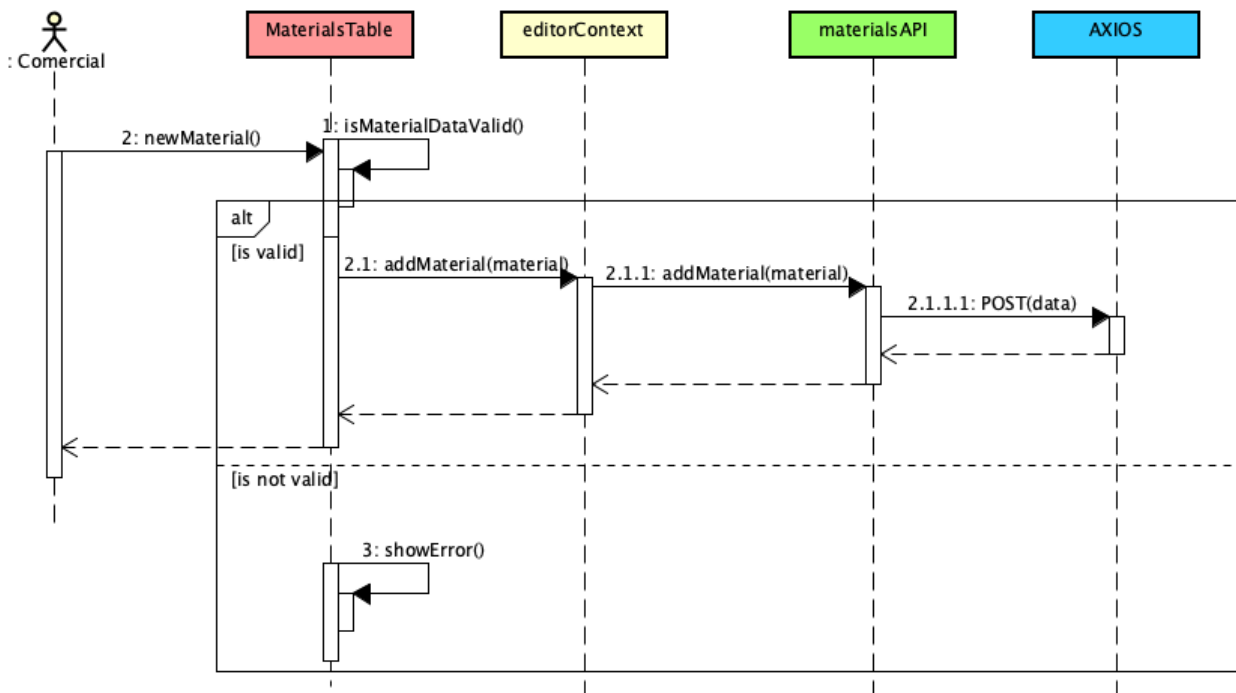 : Comercial
MaterialsTable
editorContext
materialsAPI
AXIOS
1: isMaterialDataValid()
2: newMaterial()
alt
[is valid]
2.1: addMaterial(material)
2.1.1: addMaterial(material)
2.1.1.1: POST(data)
[is not valid]
3: showError()